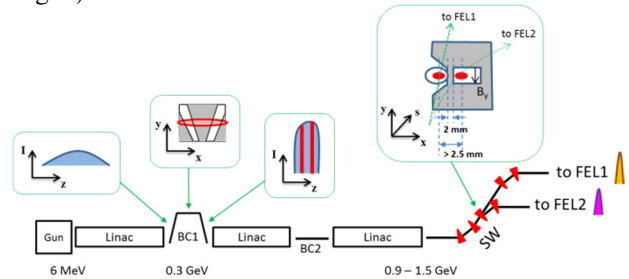 to FEL1
to FEL2
B_y
y
s
x
2 mm
> 2.5 mm
y
x
I
z
I
z
to FEL1
to FEL2
SW
Gun
Linac
BC1
Linac
BC2
Linac
6 MeV
0.3 GeV
0.9 – 1.5 GeV